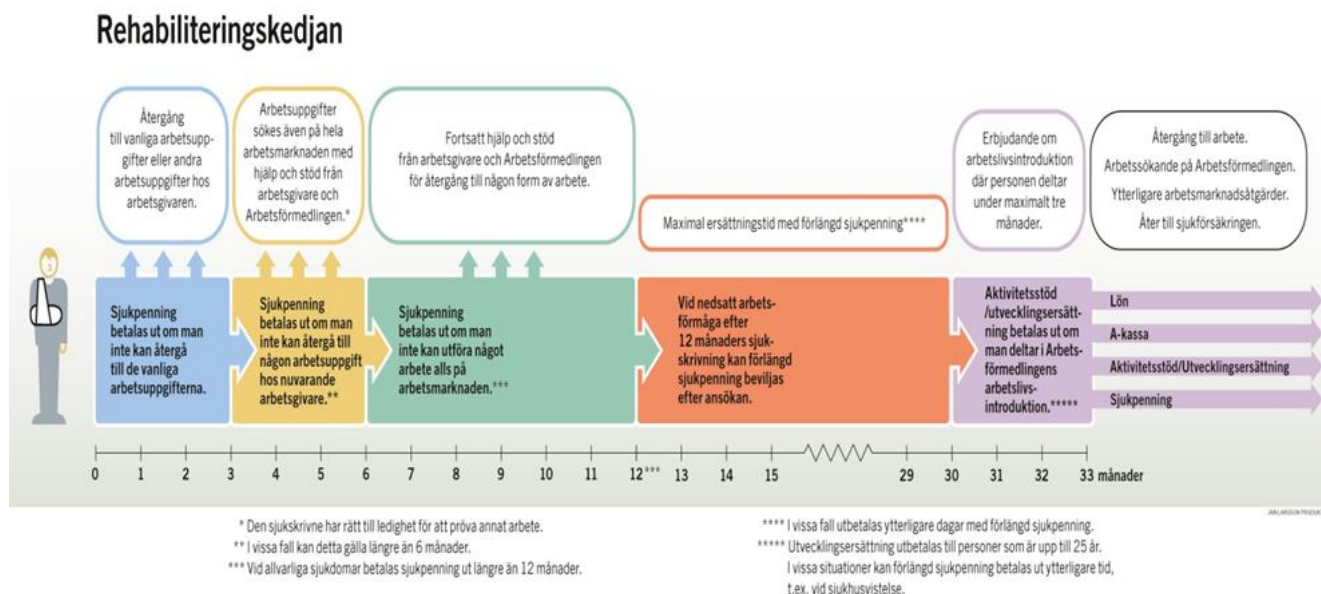 Rehabiliteringskedjan
Återgång
till vanliga arbetsupp-
gifter eller andra
arbetsuppgifter hos
arbetsgivaren.
Arbetsuppgifter
sökes även på hela
arbetsmarknaden med
hjälp och stöd från
arbetsgivare och
Arbetsförmedlingen.*
Fortsatt hjälp och stöd
från arbetsgivare och Arbetsförmedlingen
för återgång till någon form av arbete.
Maximal ersättningstid med förlängd sjukpenning****
Erbjudande om
arbetslivsintroduktion
där personen deltar
under maximalt tre
månader.
Återgång till arbete.
Arbetssökande på Arbetsförmedlingen.
Ytterligare arbetsmarknadsåtgärder.
Åter till sjukförsäkringen.
Sjukpenning
betalas ut om man
inte kan återgå
till de vanliga
arbetsuppgifterna.
Sjukpenning
betalas ut om man
inte kan återgå till
någon arbetsuppgift
hos nuvarande
arbetsgivare.**
Sjukpenning
betalas ut om man
inte kan utföra något
arbete alls på
arbetsmarknaden.***
Vid nedsatt arbets-
förmåga efter
12 månaders sjuk-
skrivning kan förlängd
sjukpenning beviljas
efter ansökan.
Aktivitetsstöd
/utvecklingsersätt-
ning betalas ut om
man deltar i Arbets-
förmedlingens
arbetslivs-
introduktion.*****
Lön
A-kassa
Aktivitetsstöd/Utvecklingsersättning
Sjukpenning
0 1 2 3 4 5 6 7 8 9 10 11 12*** 13 14 15 29 30 31 32 33 månader
* Den sjukskrivne har rätt till ledighet för att pröva annat arbete.
** I vissa fall kan detta gälla längre än 6 månader.
*** Vid allvarliga sjukdomar betalas sjukpenning ut längre än 12 månader.
**** I vissa fall utbetalas ytterligare dagar med förlängd sjukpenning.
***** Utvecklingsersättning utbetalas till personer som är upp till 25 år.
I vissa situationer kan förlängd sjukpenning betalas ut ytterligare tid,
t.ex. vid sjukhusvistelse.